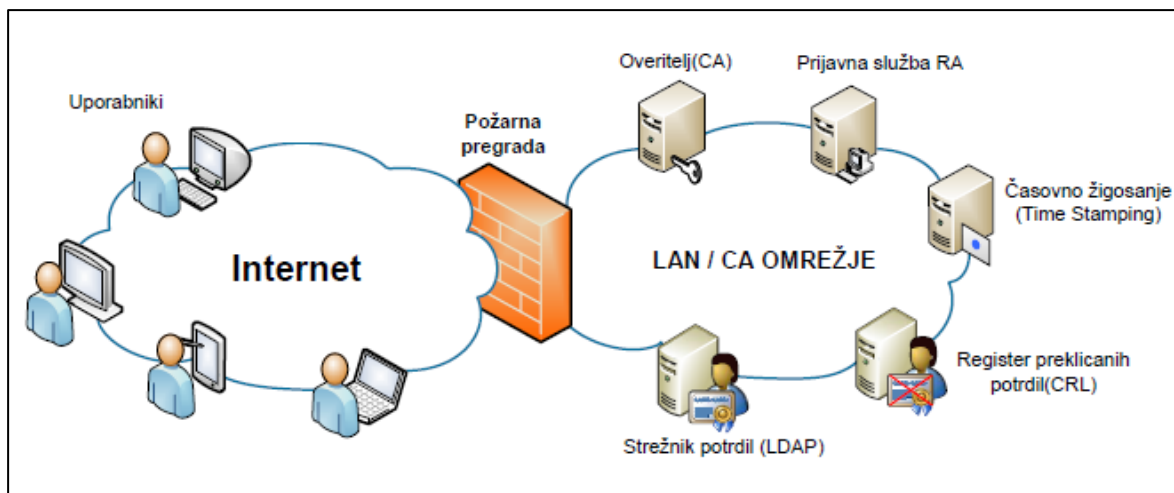 Uporabniki
Internet
Požarna
pregrada
Overitelj(CA)
Prijavna služba RA
Časovno žigosanje
(Time Stamping)
LAN / CA OMREŽJE
Register preklicanih
potrdil(CRL)
Strežnik potrdil (LDAP)